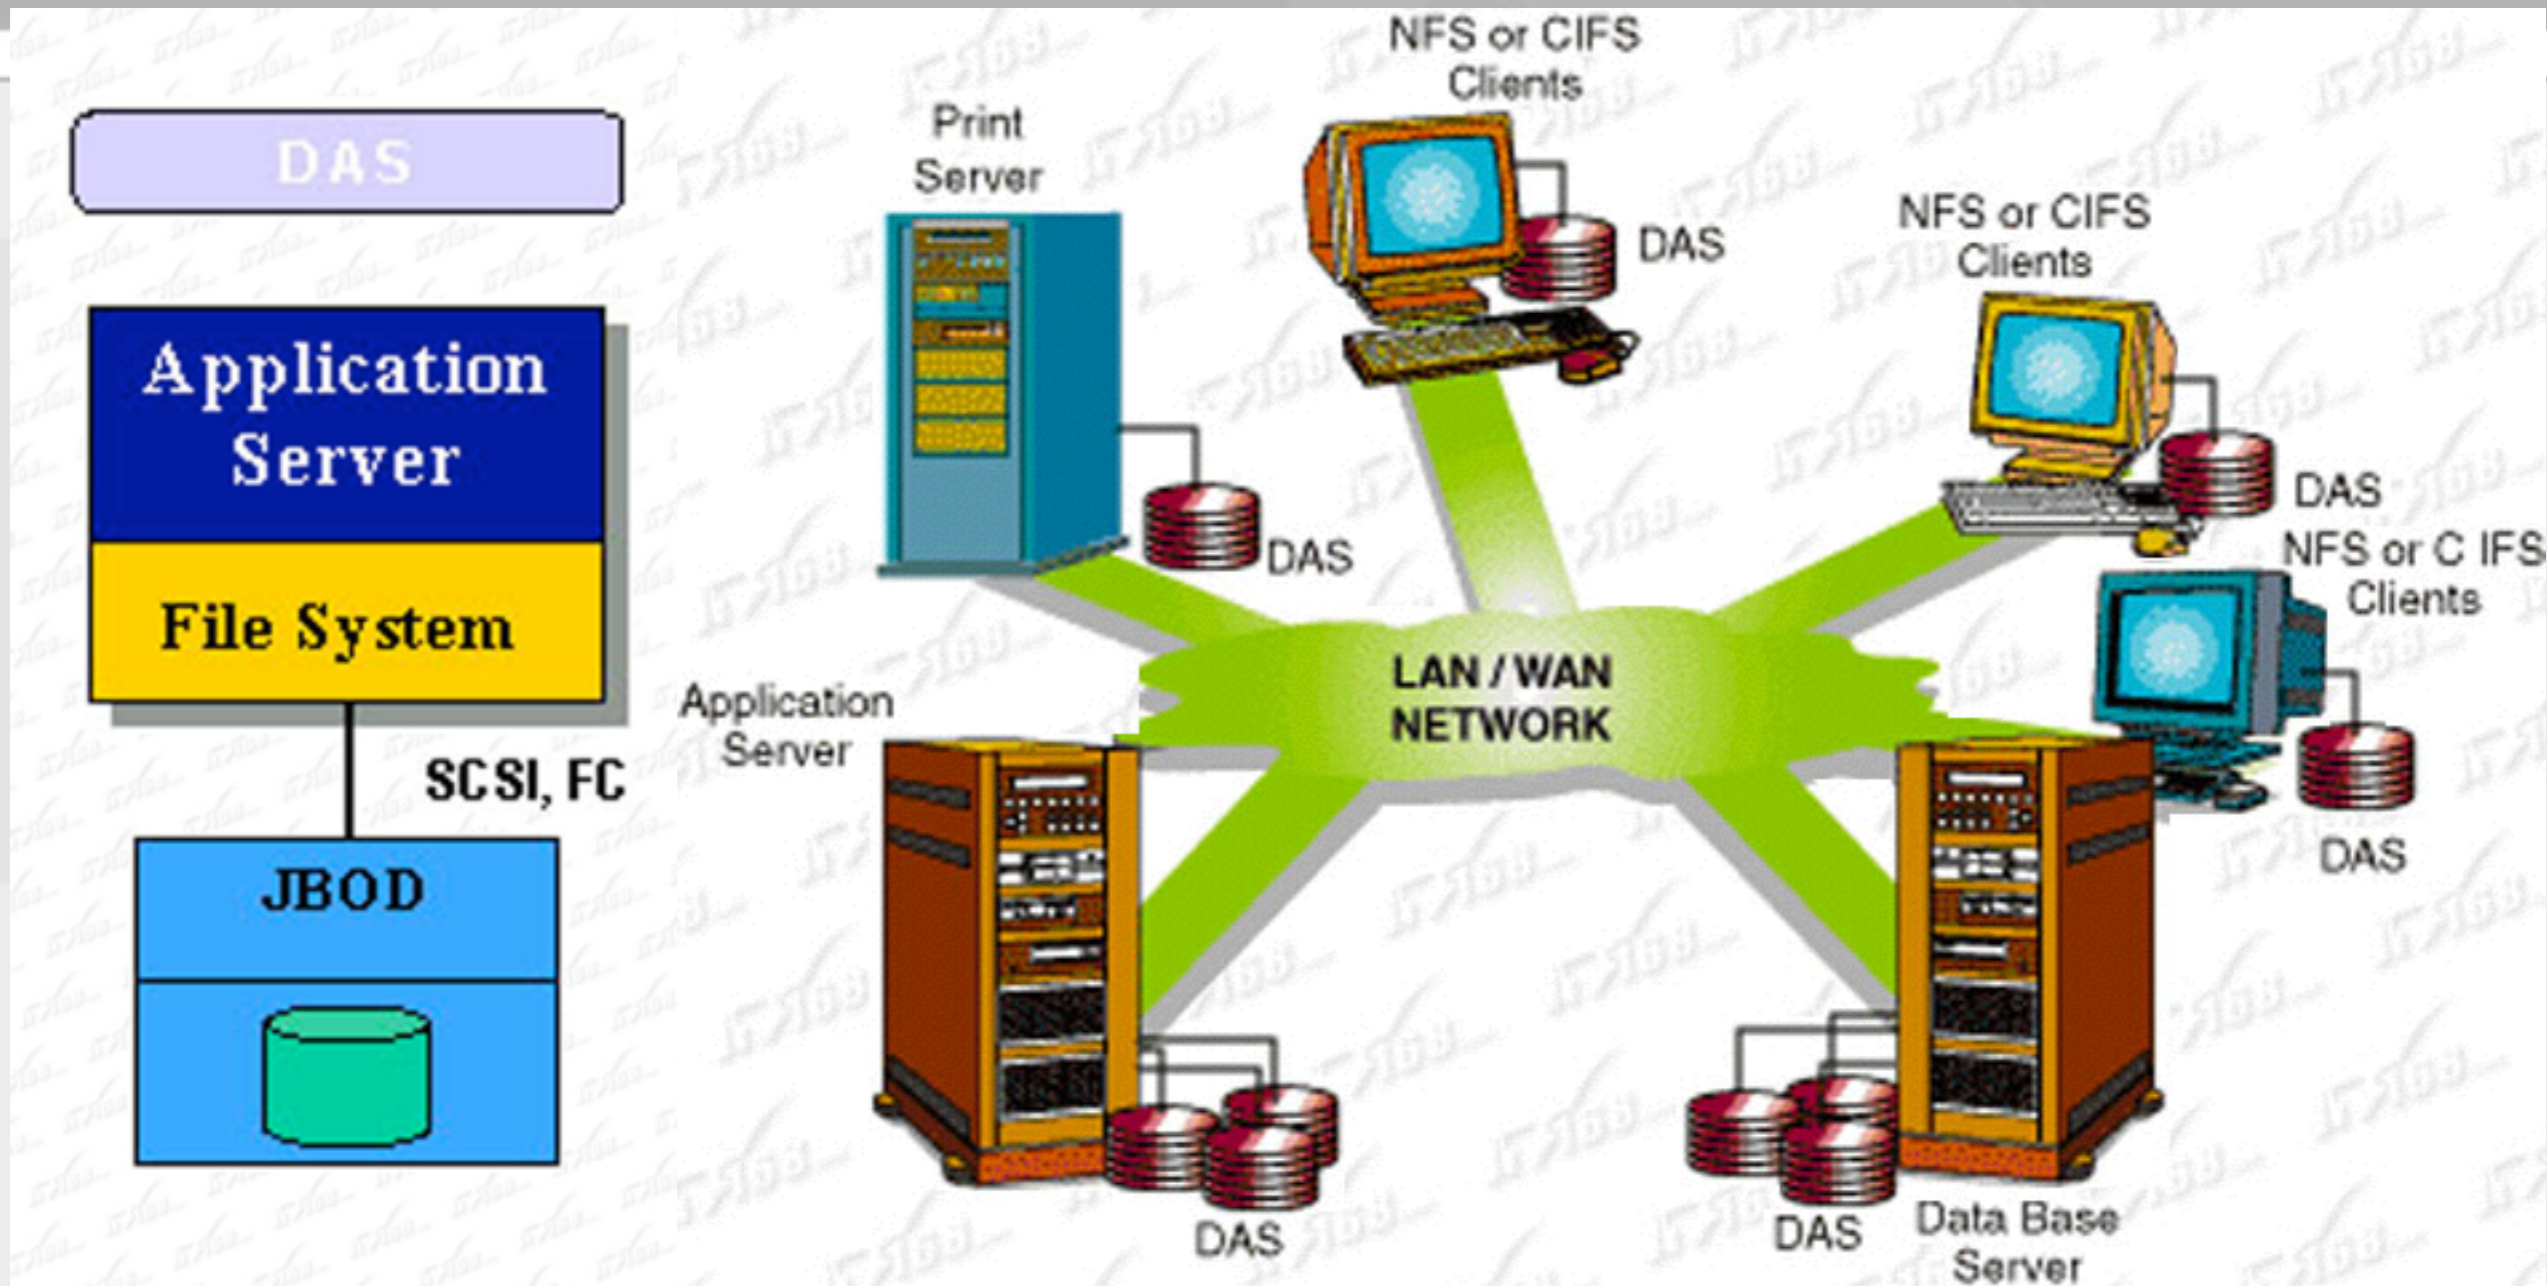 DAS
Application
Server
File System
SCSI, FC
JBOD
NFS or CIFS
Clients
Print
Server
DAS
NFS or CIFS
Clients
DAS
DAS
NFS or C IFS
Clients
LAN / WAN
NETWORK
Application
Server
DAS
DAS
DAS
Data Base
Server